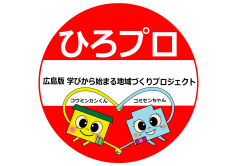 ひろプロ
広島版 学びから始まる地域づくりプロジェクト
コウミンカンくん
コミセンちゃん